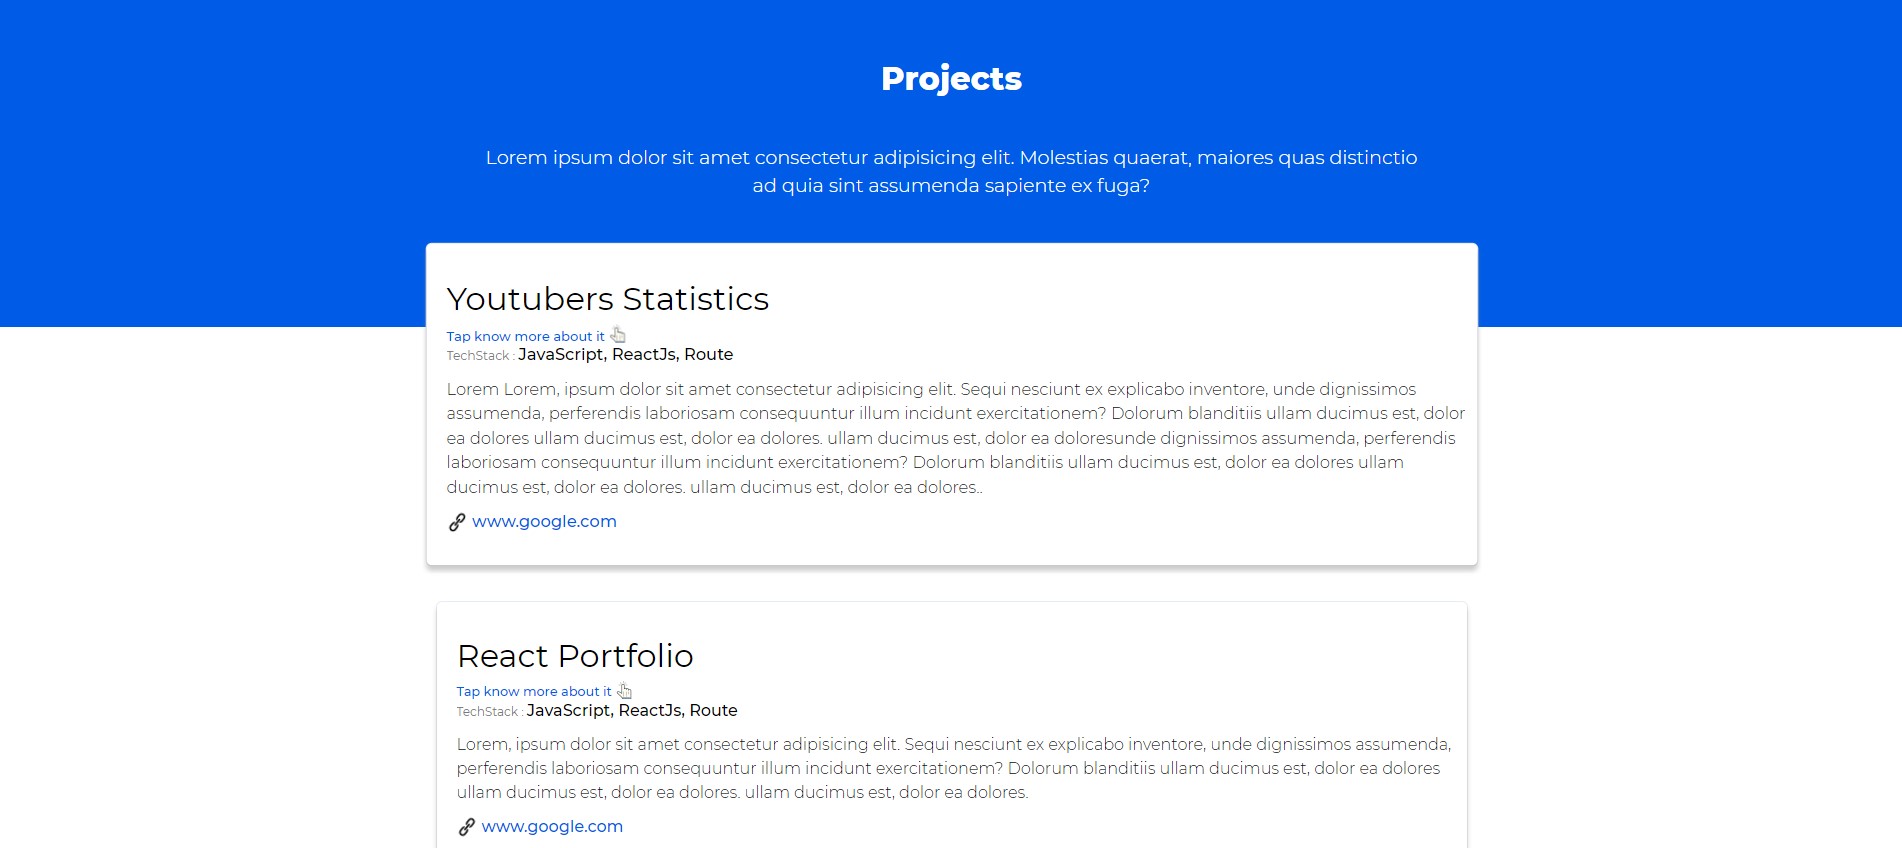 Projects
Lorem ipsum dolor sit amet consectetur adipisicing elit. Molestias quaerat, maiores quas distinctio
ad quia sint assumenda sapiente ex fuga?
Youtubers Statistics
Tap know more about it
TechStack : JavaScript, ReactJs, Route
Lorem Lorem, ipsum dolor sit amet consectetur adipisicing elit. Sequi nesciunt ex explicabo inventore, unde dignissimos
assumenda, perferendis laboriosam consequuntur illum incidunt exercitationem? Dolorum blanditiis ullam ducimus est, dolor
ea dolores ullam ducimus est, dolor ea dolores. ullam ducimus est, dolor ea doloresunde dignissimos assumenda, perferendis
laboriosam consequuntur illum incidunt exercitationem? Dolorum blanditiis ullam ducimus est, dolor ea dolores ullam
ducimus est, dolor ea dolores. ullam ducimus est, dolor ea dolores..
www.google.com
React Portfolio
Tap know more about it
TechStack : JavaScript, ReactJs, Route
Lorem, ipsum dolor sit amet consectetur adipisicing elit. Sequi nesciunt ex explicabo inventore, unde dignissimos assumenda,
perferendis laboriosam consequuntur illum incidunt exercitationem? Dolorum blanditiis ullam ducimus est, dolor ea dolores
ullam ducimus est, dolor ea dolores. ullam ducimus est, dolor ea dolores.
www.google.com